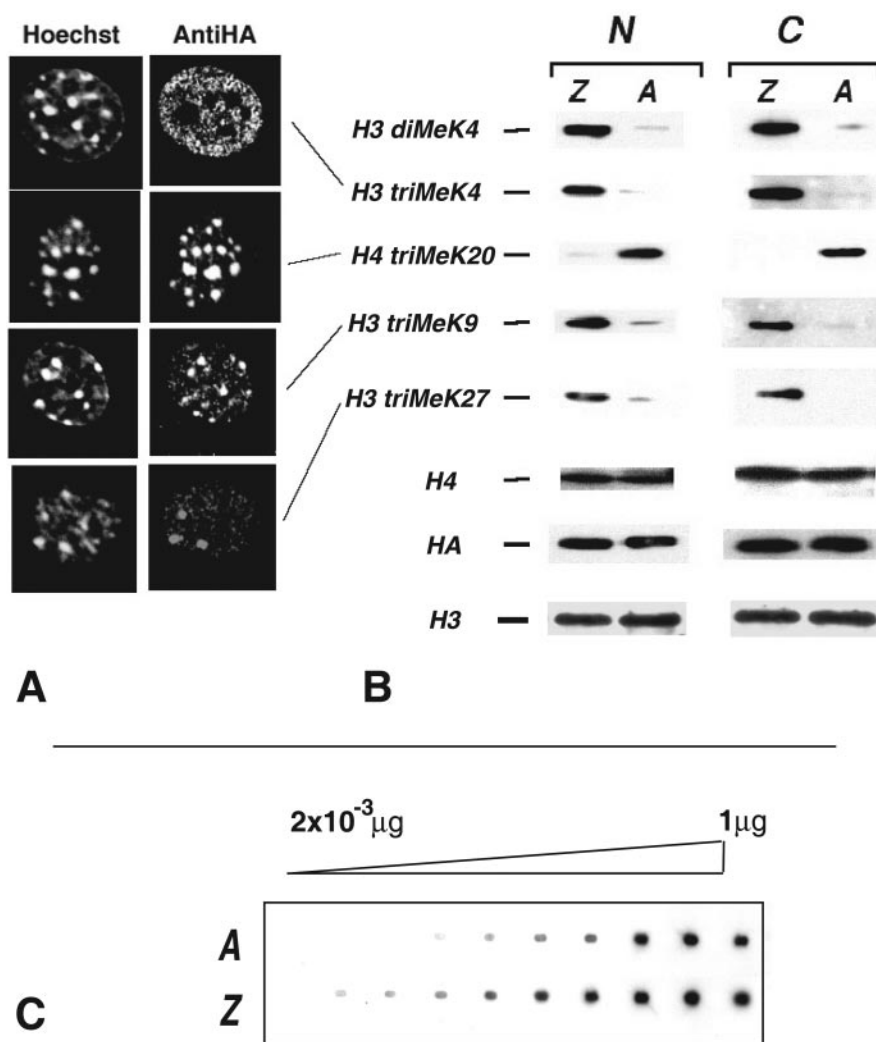 Hoechst AntiHA
N C
Z A Z A
H3 diMeK4
H3 triMeK4
H4 triMeK20
H3 triMeK9
H3 triMeK27
H4
HA
H3
A B
2x10-3μg 1μg
A
Z
C